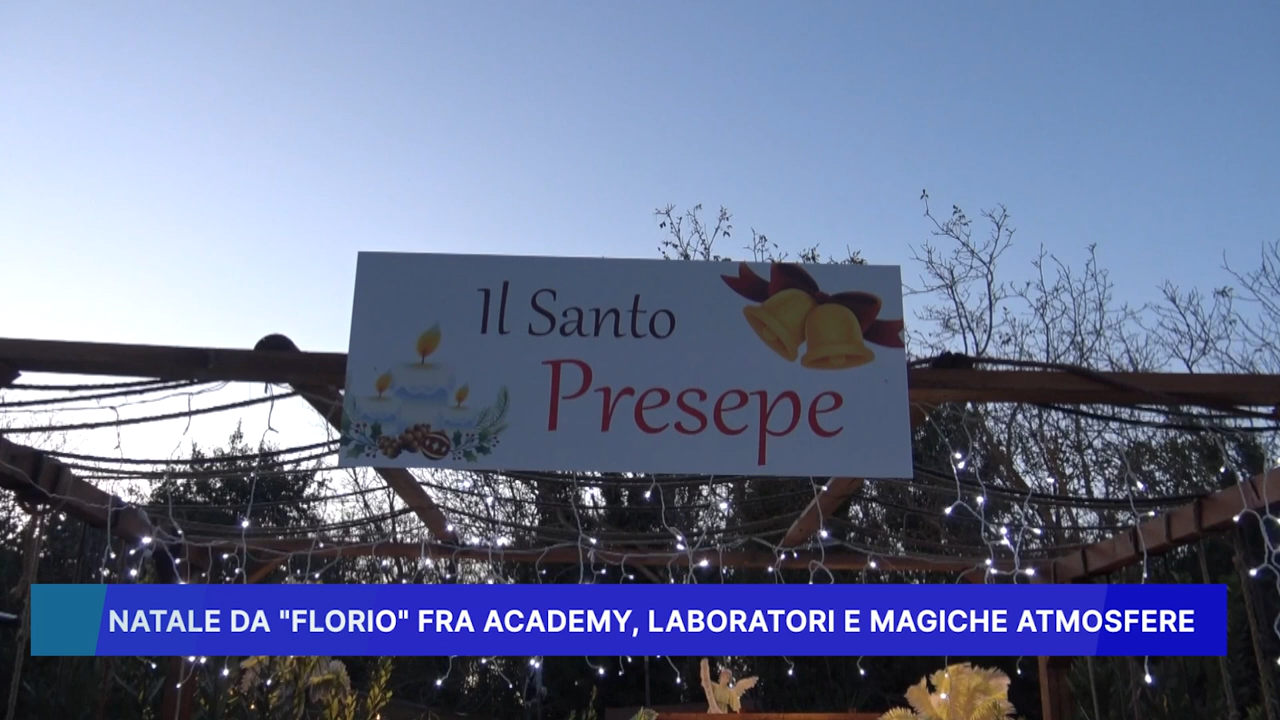 Il Santo
Presepe
NATALE DA "FLORIO" FRA ACADEMY, LABORATORI E MAGICHE ATMOSFERE